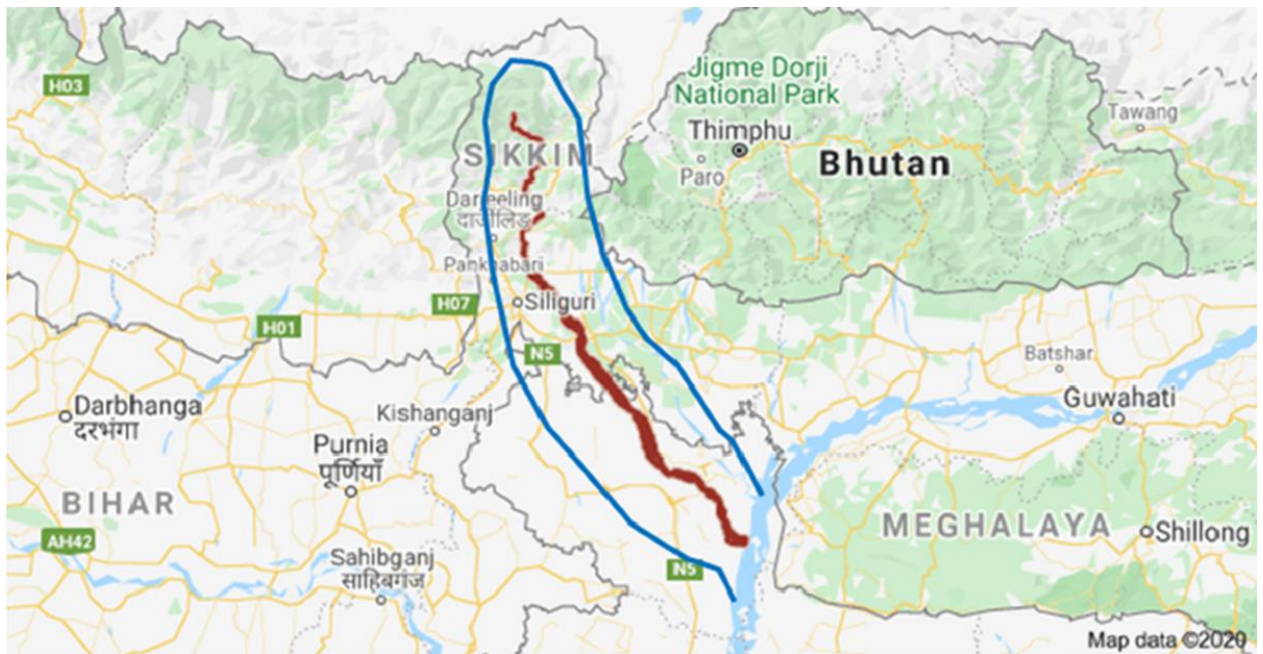 H03
Jigme Dorji
National Park
Tawang
Thimphu
SIKKIM
Paro
Bhutan
Darjeeling
दार्जीलिङ
Pankhabari
H07
Siliguri
H01
N5
Batshar
Guwahati
Darbhanga
दरभंगा
Kishanganj
Purnia
पूर्णियाँ
BIHAR
MEGHALAYA
Shillong
AH42
Sahibganj
साहिबगंज
N5
Map data ©2020